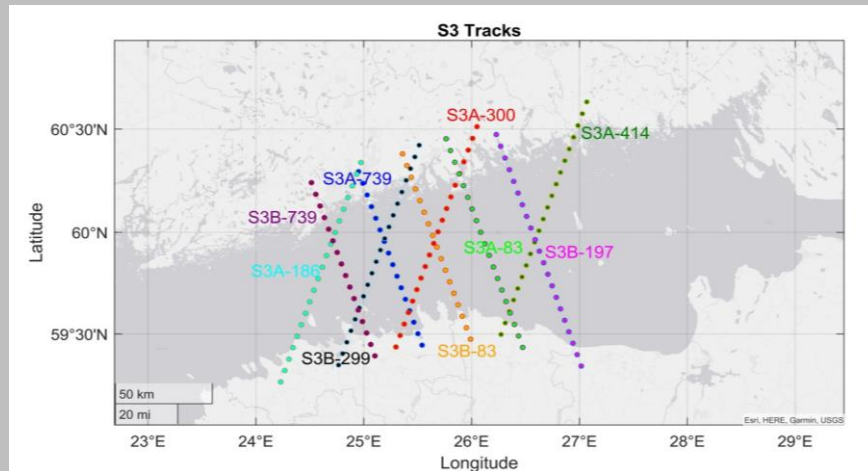 S3 Tracks
S3A-300
S3A-414
60°30'N
S3A-739
S3B-739
60°N
S3A-83
S3B-197
S3A-186
59°30'N
S3B-299
S3B-83
50 km
20 mi
Esri, HERE, Garmin, USGS
23°E 24°E 25°E 26°E 27°E 28°E 29°E
Longitude
Latitude